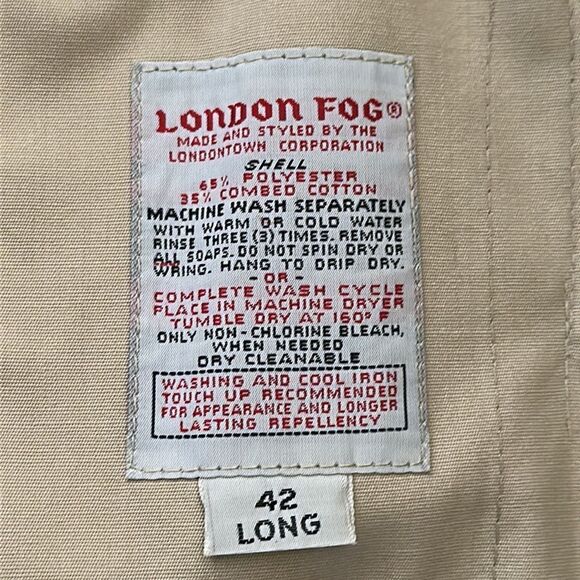 LONDON FOG®
MADE AND STYLED BY THE
LONDONTOWN CORPORATION
SHELL
65% POLYESTER
35% COMBED COTTON
MACHINE WASH SEPARATELY
WITH WARM OR COLD WATER
RINSE THREE (3) TIMES. REMOVE
ALL SOAPS. DO NOT SPIN DRY OR
WRING. HANG TO DRIP DRY.
- OR -
COMPLETE WASH CYCLE
PLACE IN MACHINE DRYER
TUMBLE DRY AT 160° F
ONLY NON-CHLORINE BLEACH,
WHEN NEEDED
DRY CLEANABLE
WASHING AND COOL IRON
TOUCH UP RECOMMENDED
FOR APPEARANCE AND LONGER
LASTING REPELLENCY
42
LONG